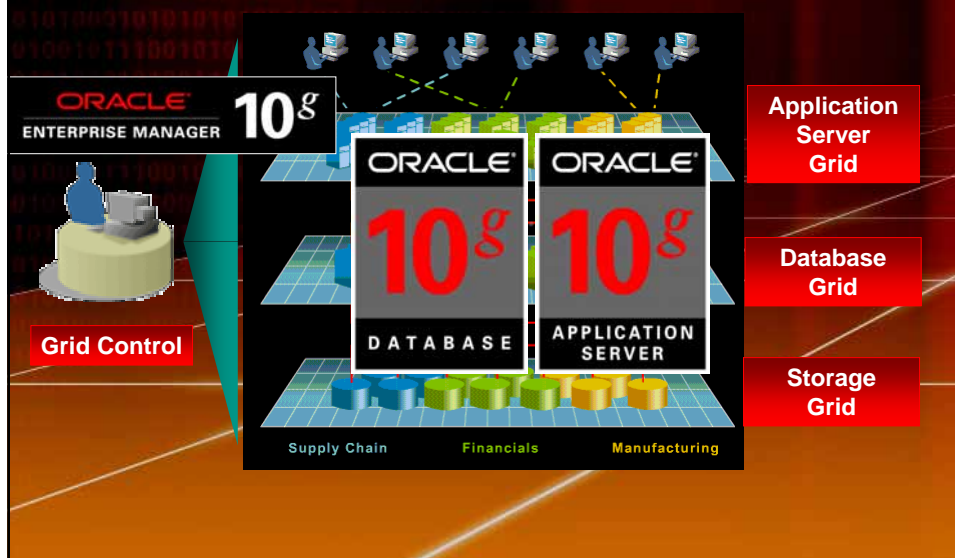 ORACLE
ENTERPRISE MANAGER
10g
Grid Control
ORACLE
10g
DATABASE
ORACLE
10g
APPLICATION
SERVER
Application
Server
Grid
Database
Grid
Storage
Grid
Supply Chain
Financials
Manufacturing